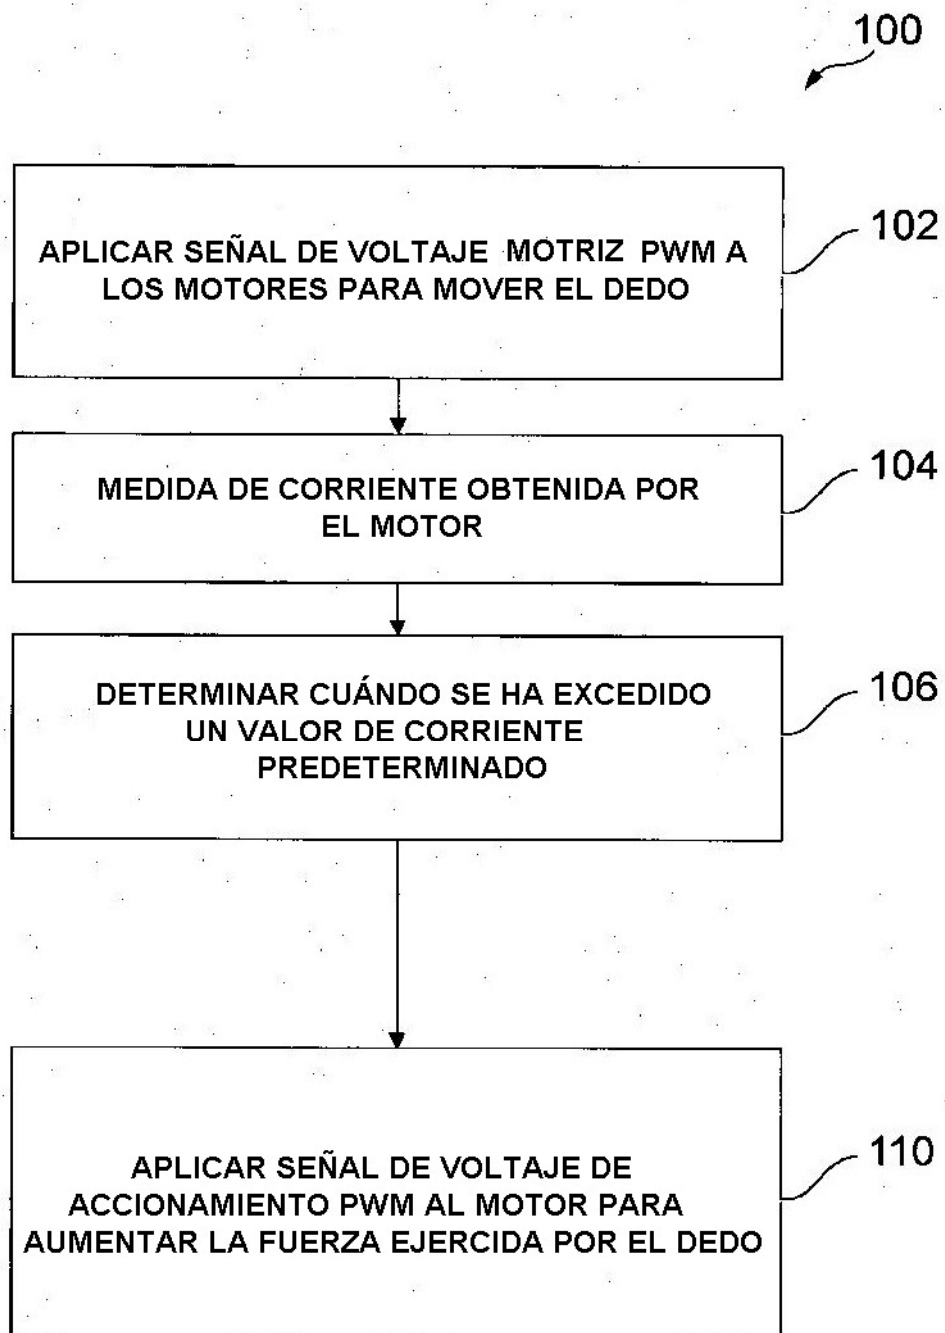 100
APLICAR SEÑAL DE VOLTAJE MOTRIZ PWM A
LOS MOTORES PARA MOVER EL DEDO
102
MEDIDA DE CORRIENTE OBTENIDA POR
EL MOTOR
104
DETERMINAR CUÁNDO SE HA EXCEDIDO
UN VALOR DE CORRIENTE
PREDETERMINADO
106
APLICAR SEÑAL DE VOLTAJE DE
ACCIONAMIENTO PWM AL MOTOR PARA
AUMENTAR LA FUERZA EJERCIDA POR EL DEDO
110